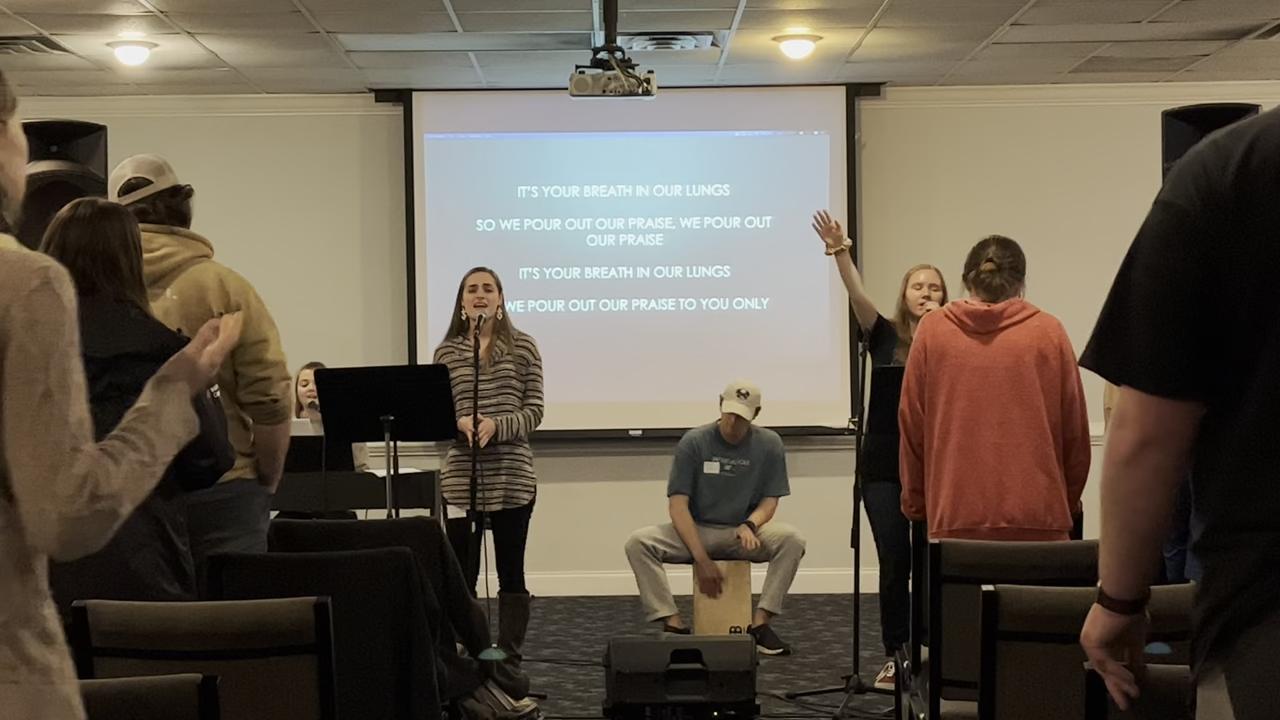 IT'S YOUR BREATH IN OUR LUNGS
SO WE POUR OUT OUR PRAISE, WE POUR OUT
OUR PRAISE
IT'S YOUR BREATH IN OUR LUNGS
WE POUR OUT OUR PRAISE TO YOU ONLY